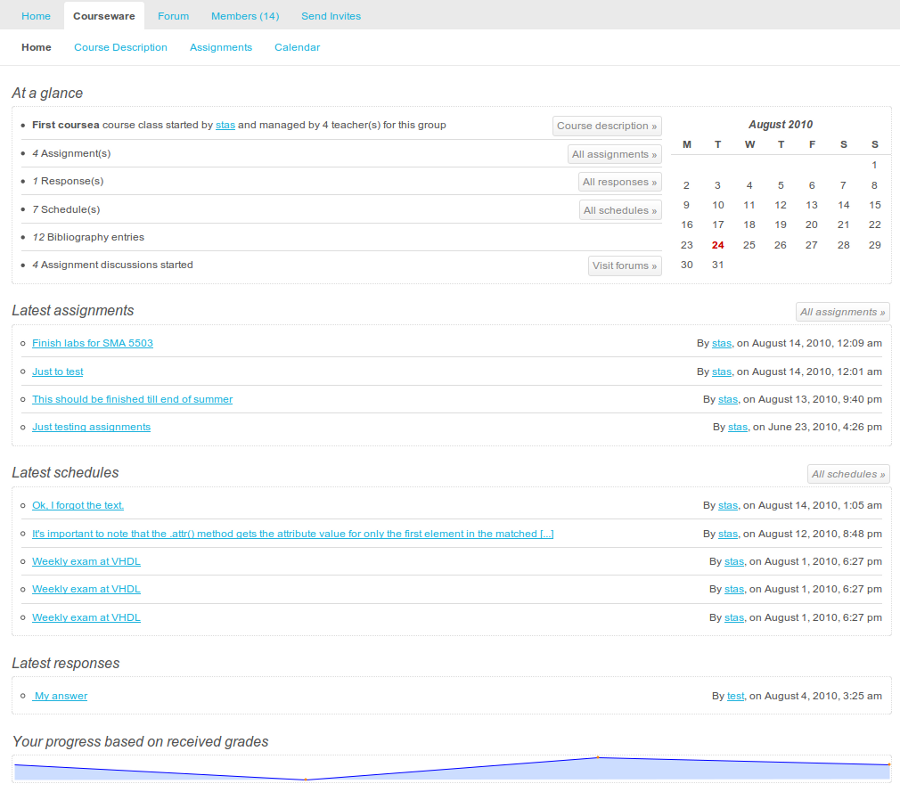 Home Courseware Forum Members (14) Send Invites
Home Course Description Assignments Calendar
At a glance
First coursea course class started by stas and managed by 4 teacher(s) for this group Course description »
4 Assignment(s) All assignments »
1 Response(s) All responses »
7 Schedule(s) All schedules »
12 Bibliography entries
4 Assignment discussions started Visit forums »
August 2010
M T W T F S S
1
2 3 4 5 6 7 8
9 10 11 12 13 14 15
16 17 18 19 20 21 22
23 24 25 26 27 28 29
30 31
Latest assignments All assignments »
Finish labs for SMA 5503 By stas, on August 14, 2010, 12:09 am
Just to test By stas, on August 14, 2010, 12:01 am
This should be finished till end of summer By stas, on August 13, 2010, 9:40 pm
Just testing assignments By stas, on June 23, 2010, 4:26 pm
Latest schedules All schedules »
Ok, I forgot the text. By stas, on August 14, 2010, 1:05 am
It's important to note that the .attr() method gets the attribute value for only the first element in the matched [...] By stas, on August 12, 2010, 8:48 pm
Weekly exam at VHDL By stas, on August 1, 2010, 6:27 pm
Weekly exam at VHDL By stas, on August 1, 2010, 6:27 pm
Weekly exam at VHDL By stas, on August 1, 2010, 6:27 pm
Latest responses
My answer By test, on August 4, 2010, 3:25 am
Your progress based on received grades